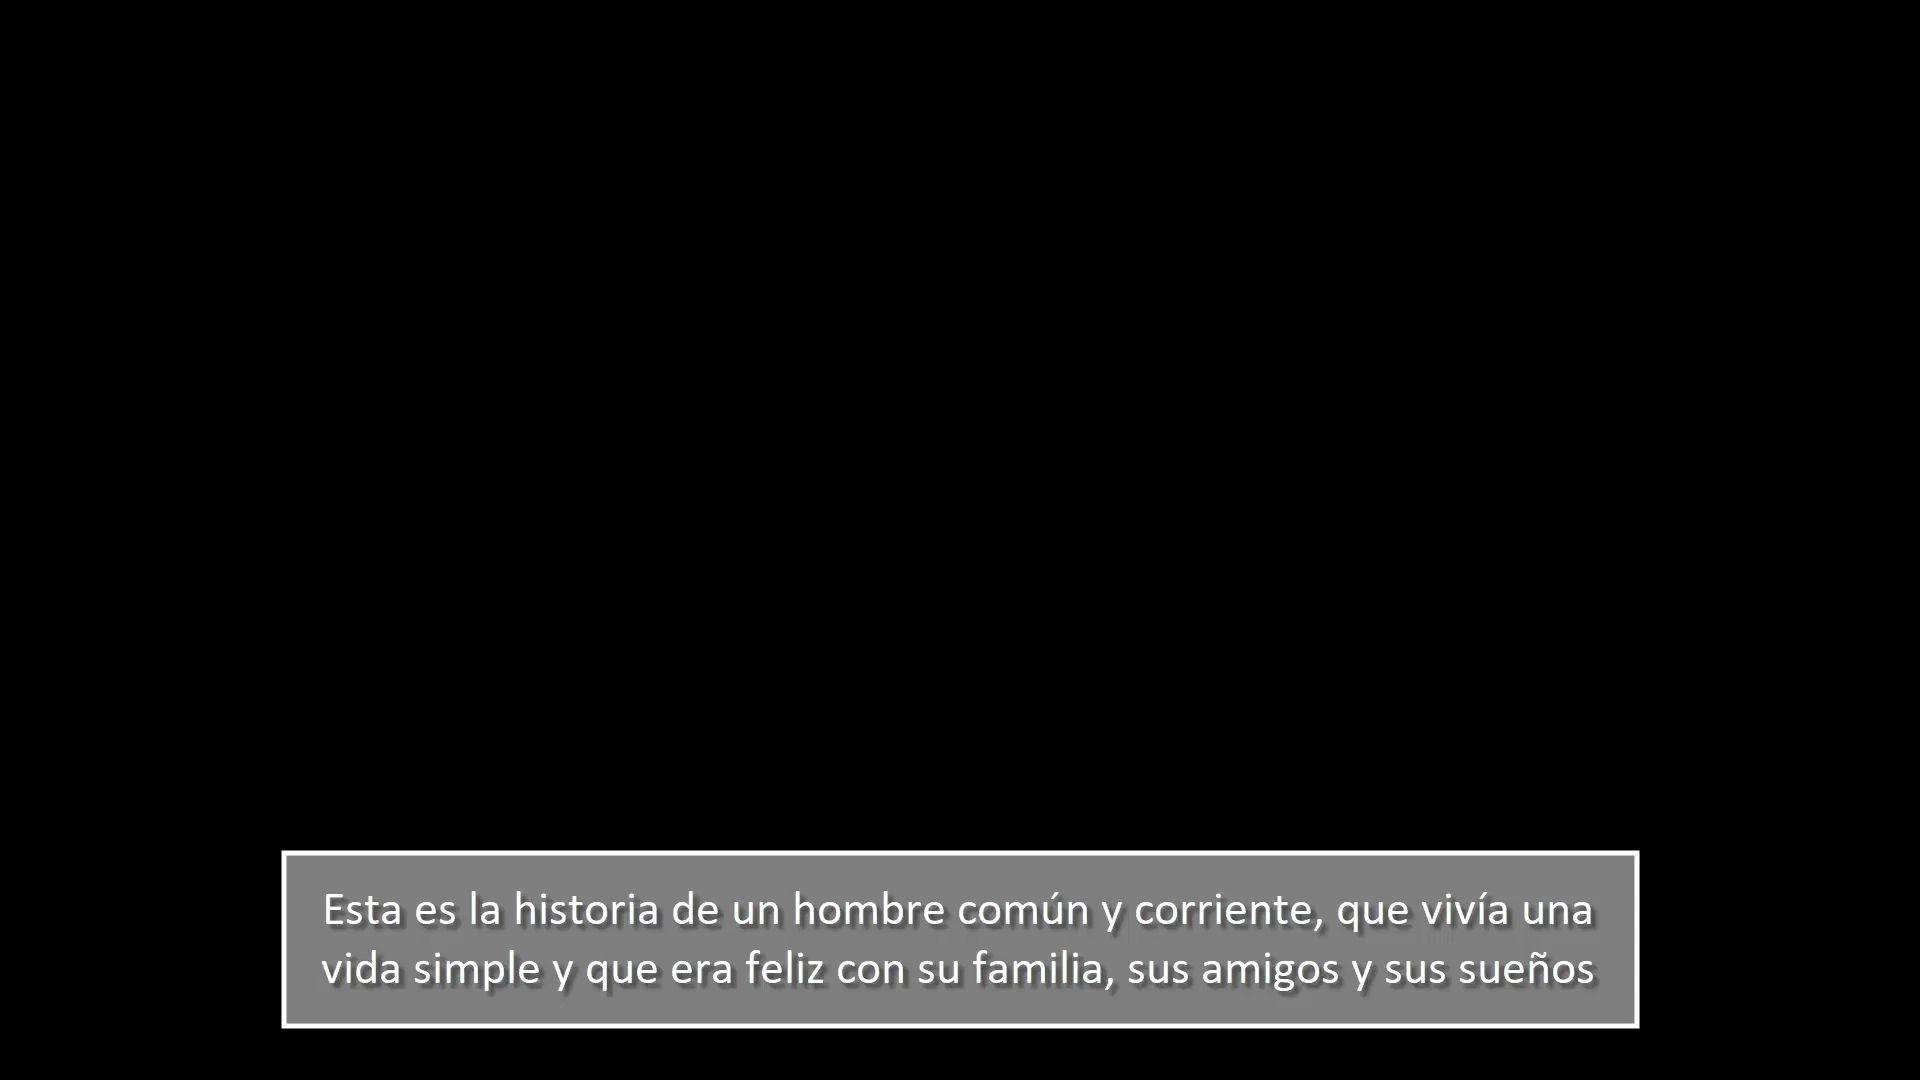 Esta es la historia de un hombre común y corriente, que vivía una
vida simple y que era feliz con su familia, sus amigos y sus sueños